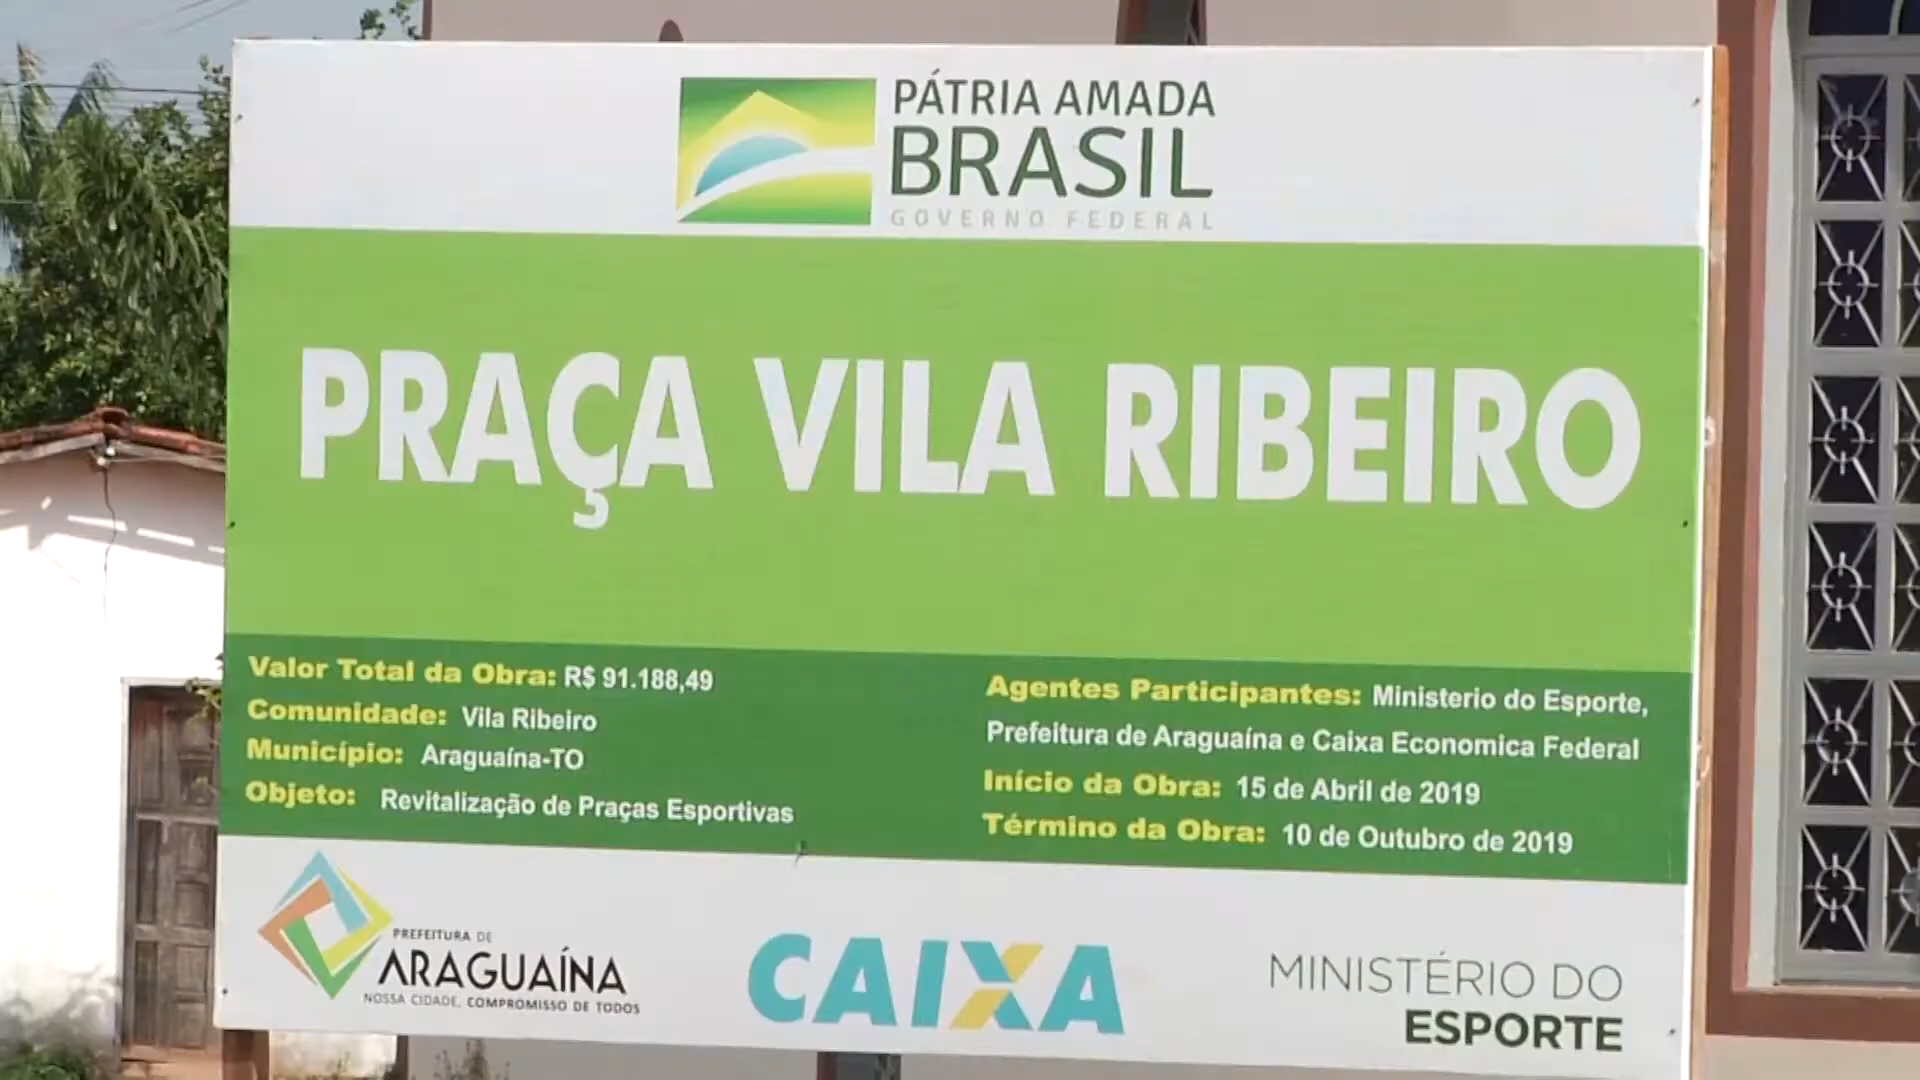 PÁTRIA AMADA
BRASIL
GOVERNO FEDERAL
PRAÇA VILA RIBEIRO
Valor Total da Obra: R$ 91.188,49
Comunidade: Vila Ribeiro
Município: Araguaína-TO
Objeto: Revitalização de Praças Esportivas
Agentes Participantes: Ministerio do Esporte,
Prefeitura de Araguaína e Caixa Economica Federal
Início da Obra: 15 de Abril de 2019
Término da Obra: 10 de Outubro de 2019
PREFEITURA DE
ARAGUAÍNA
NOSSA CIDADE, COMPROMISSO DE TODOS
CAIXA
MINISTÉRIO DO
ESPORTE